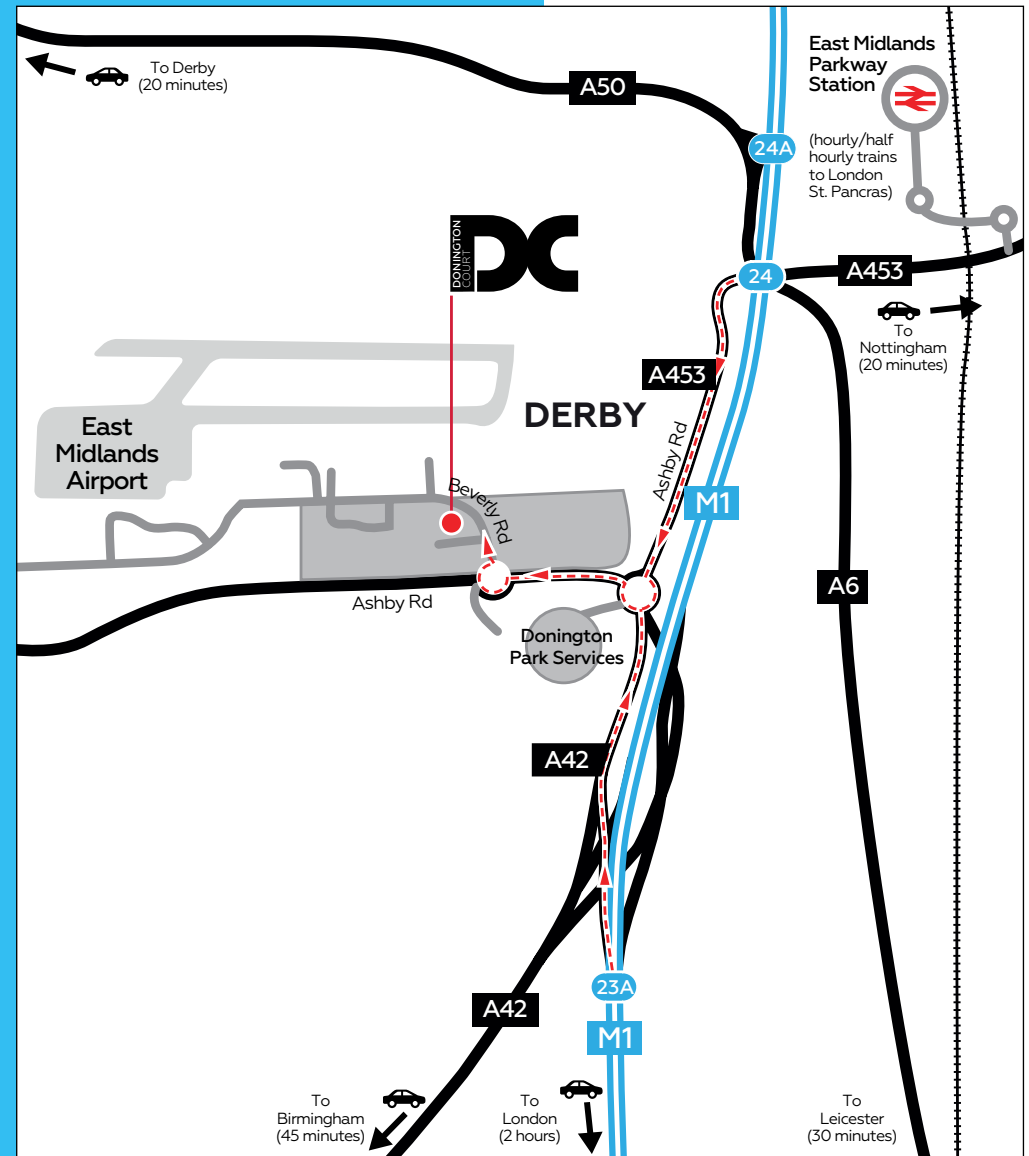 To Derby
(20 minutes)
A50
East Midlands
Parkway
Station
24A
(hourly/half
hourly trains
to London
St. Pancras)
DONINGTON
COURT
DC
24
A453
To
Nottingham
(20 minutes)
A453
DERBY
East
Midlands
Airport
Ashby Rd
Beverly Rd
M1
A6
Ashby Rd
Donington
Park Services
A42
23A
A42
M1
To
Birmingham
(45 minutes)
To
London
(2 hours)
To
Leicester
(30 minutes)